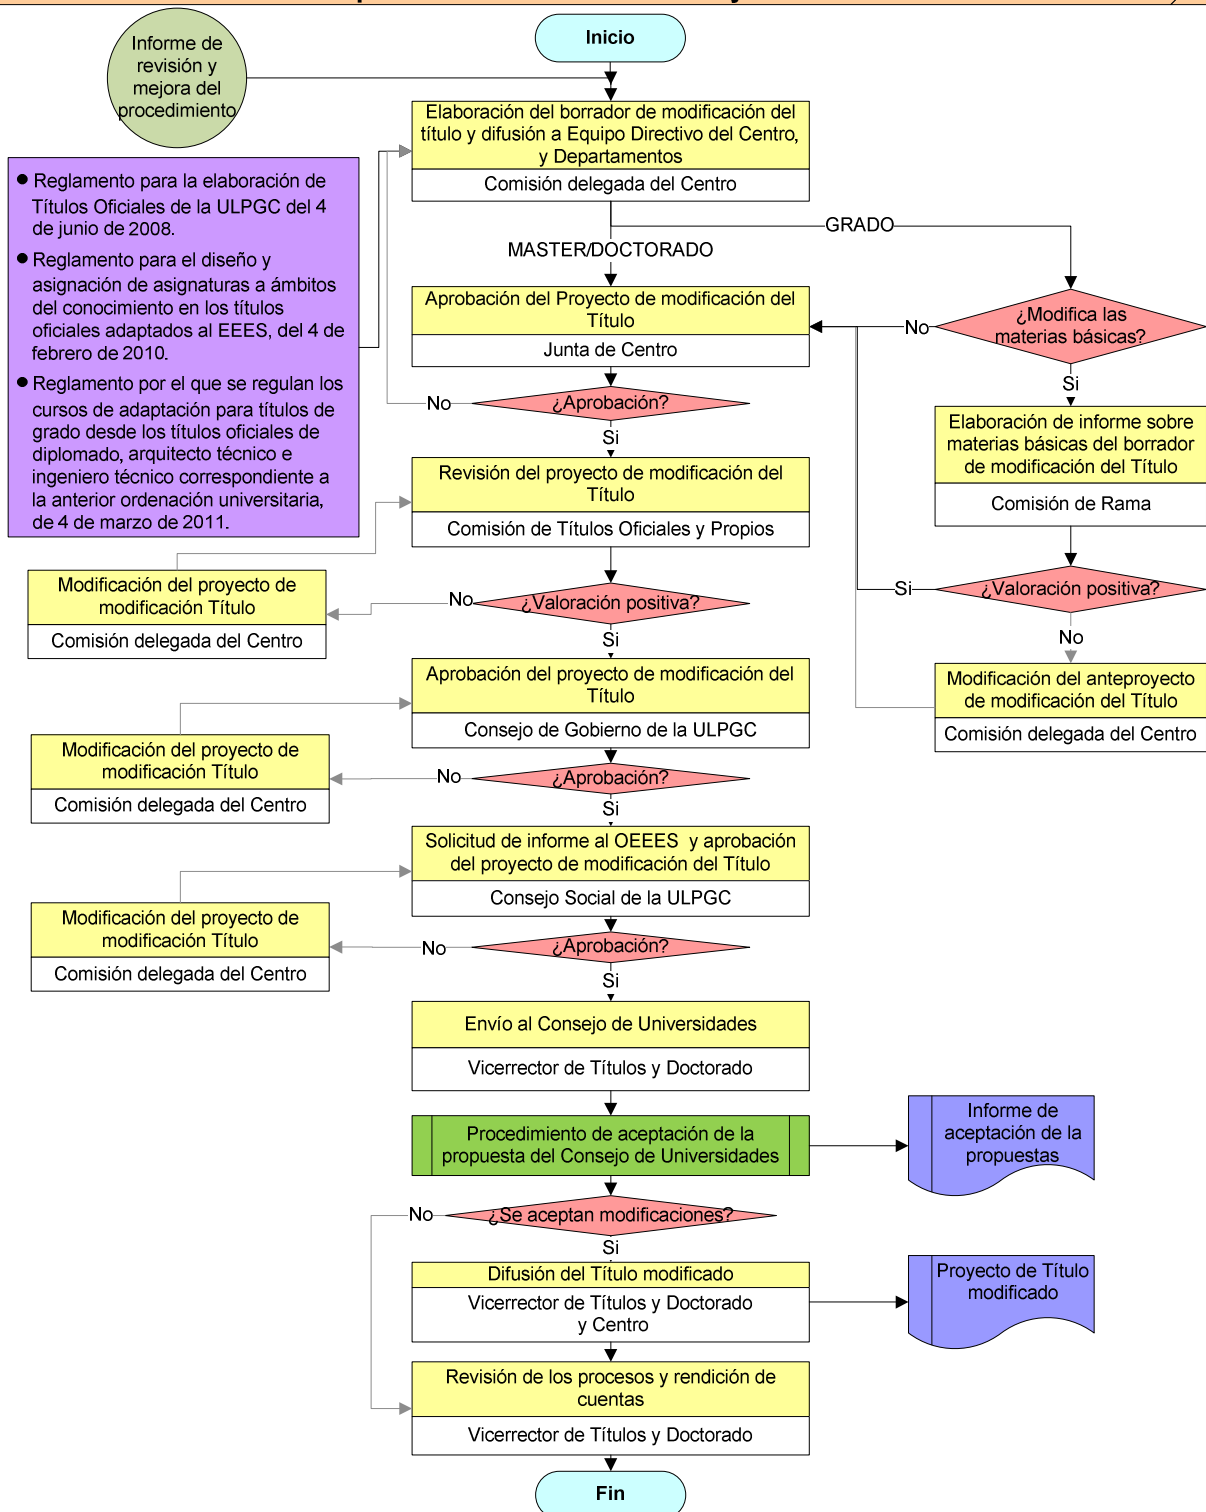 Inicio
Informe de
revisión y
mejora del
procedimiento
Elaboración del borrador de modificación del
título y difusión a Equipo Directivo del Centro,
y Departamentos
Comisión delegada del Centro
● Reglamento para la elaboración de
Títulos Oficiales de la ULPGC del 4
de junio de 2008.
● Reglamento para el diseño y
asignación de asignaturas a ámbitos
del conocimiento en los títulos
oficiales adaptados al EEES, del 4 de
febrero de 2010.
● Reglamento por el que se regulan los
cursos de adaptación para títulos de
grado desde los títulos oficiales de
diplomado, arquitecto técnico e
ingeniero técnico correspondiente a
la anterior ordenación universitaria,
de 4 de marzo de 2011.
GRADO
MASTER/DOCTORADO
Aprobación del Proyecto de modificación del
Título
Junta de Centro
No
¿Modifica las
materias básicas?
Si
No
¿Aprobación?
Si
Elaboración de informe sobre
materias básicas del borrador
de modificación del Título
Comisión de Rama
Revisión del proyecto de modificación del
Título
Comisión de Títulos Oficiales y Propios
Modificación del proyecto de
modificación Título
Comisión delegada del Centro
No
¿Valoración positiva?
Si
Si
¿Valoración positiva?
No
Modificación del anteproyecto
de modificación del Título
Comisión delegada del Centro
Aprobación del proyecto de modificación del
Título
Consejo de Gobierno de la ULPGC
Modificación del proyecto de
modificación Título
Comisión delegada del Centro
No
¿Aprobación?
Si
Solicitud de informe al OEEES y aprobación
del proyecto de modificación del Título
Consejo Social de la ULPGC
Modificación del proyecto de
modificación Título
Comisión delegada del Centro
No
¿Aprobación?
Si
Envío al Consejo de Universidades
Vicerrector de Títulos y Doctorado
Procedimiento de aceptación de la
propuesta del Consejo de Universidades
Informe de
aceptación de la
propuestas
No
¿Se aceptan modificaciones?
Si
Difusión del Título modificado
Vicerrector de Títulos y Doctorado
y Centro
Proyecto de Título
modificado
Revisión de los procesos y rendición de
cuentas
Vicerrector de Títulos y Doctorado
Fin